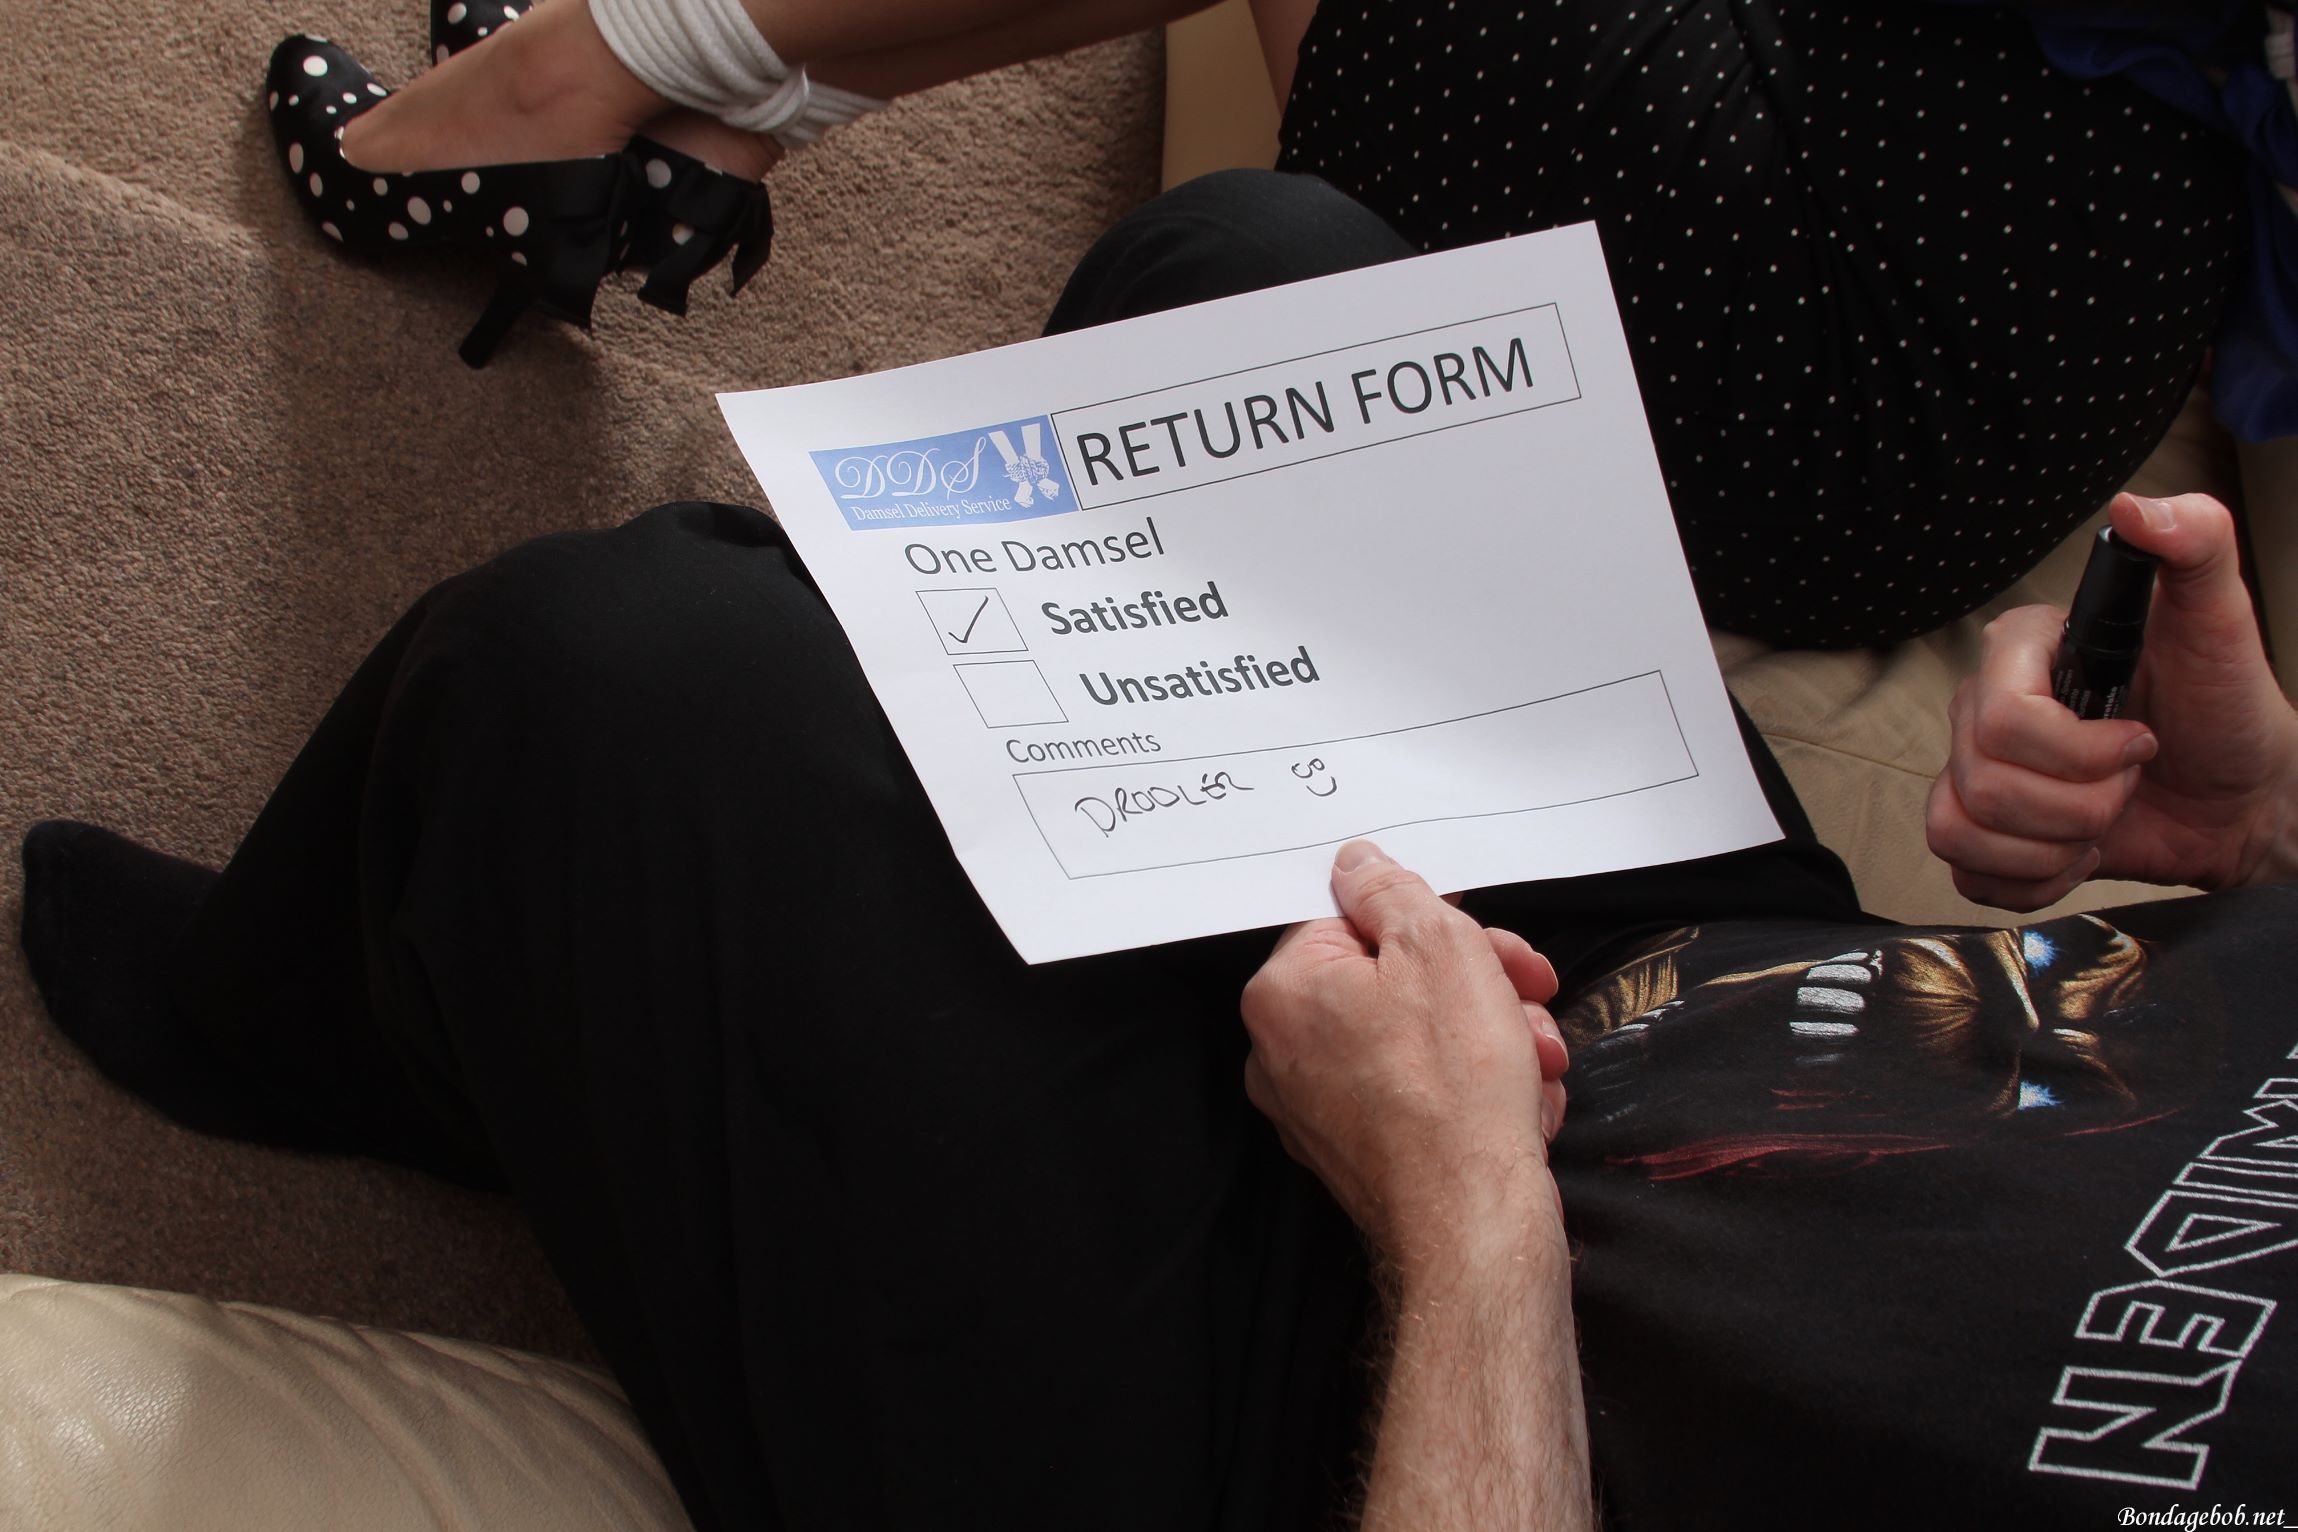 RETURN FORM
DDS
Damsel Delivery Service
One Damsel
Satisfied
Unsatisfied
Comments
DROOLER
Bondagebob.net_